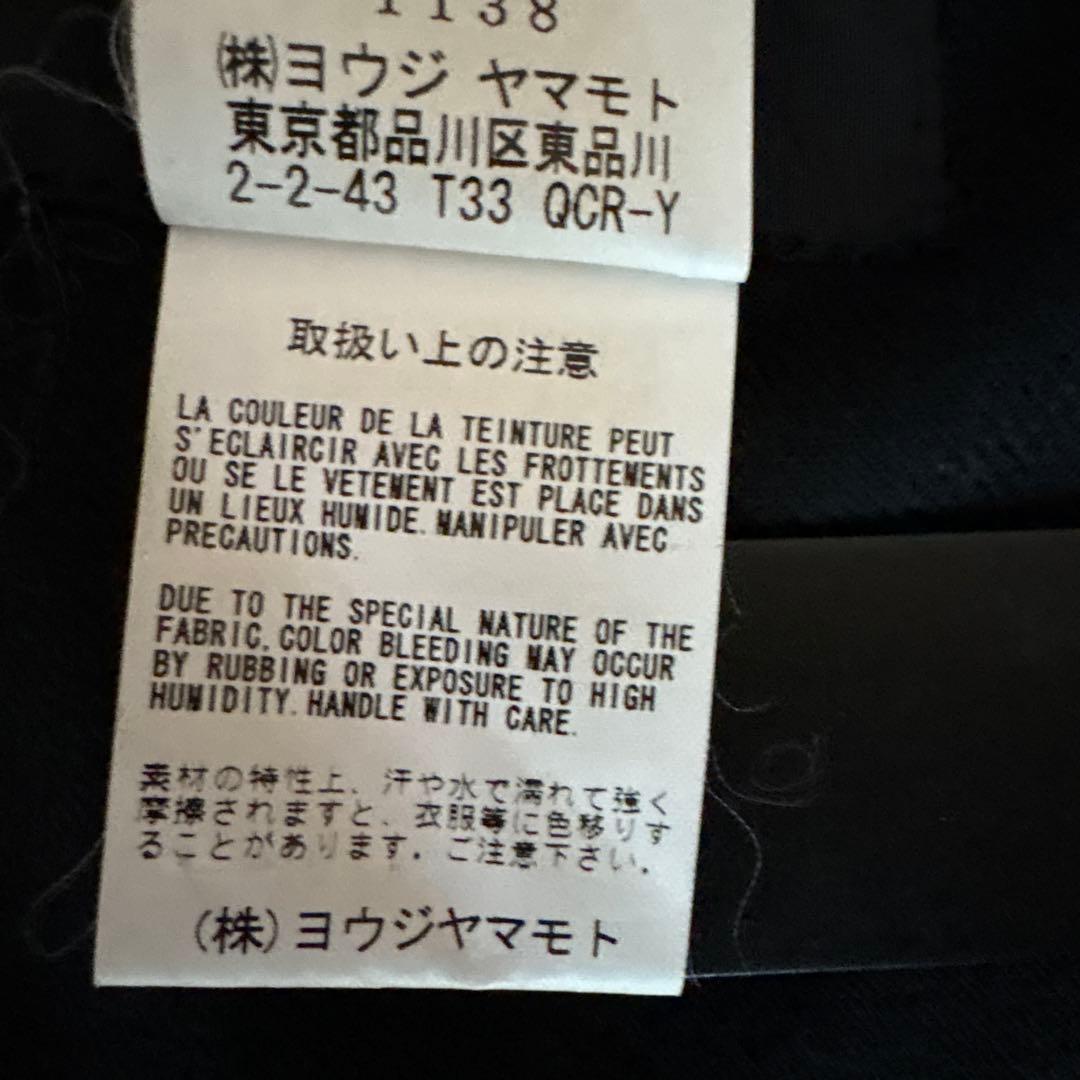 1138
㈱ヨウジ ヤマモト
東京都品川区東品川
2-2-43 T33 QCR-Y
取扱い上の注意
LA COULEUR DE LA TEINTURE PEUT
S'ECLAIRCIR AVEC LES FROTTEMENTS
OU SE LE VETEMENT EST PLACE DANS
UN LIEUX HUMIDE.MANIPULER AVEC
PRECAUTIONS.
DUE TO THE SPECIAL NATURE OF THE
FABRIC.COLOR BLEEDING MAY OCCUR
BY RUBBING OR EXPOSURE TO HIGH
HUMIDITY.HANDLE WITH CARE.
素材の特性上、汗や水で濡れて強く
摩擦されますと、衣服等に色移りす
ることがあります。ご注意下さい。
(株)ヨウジヤマモト